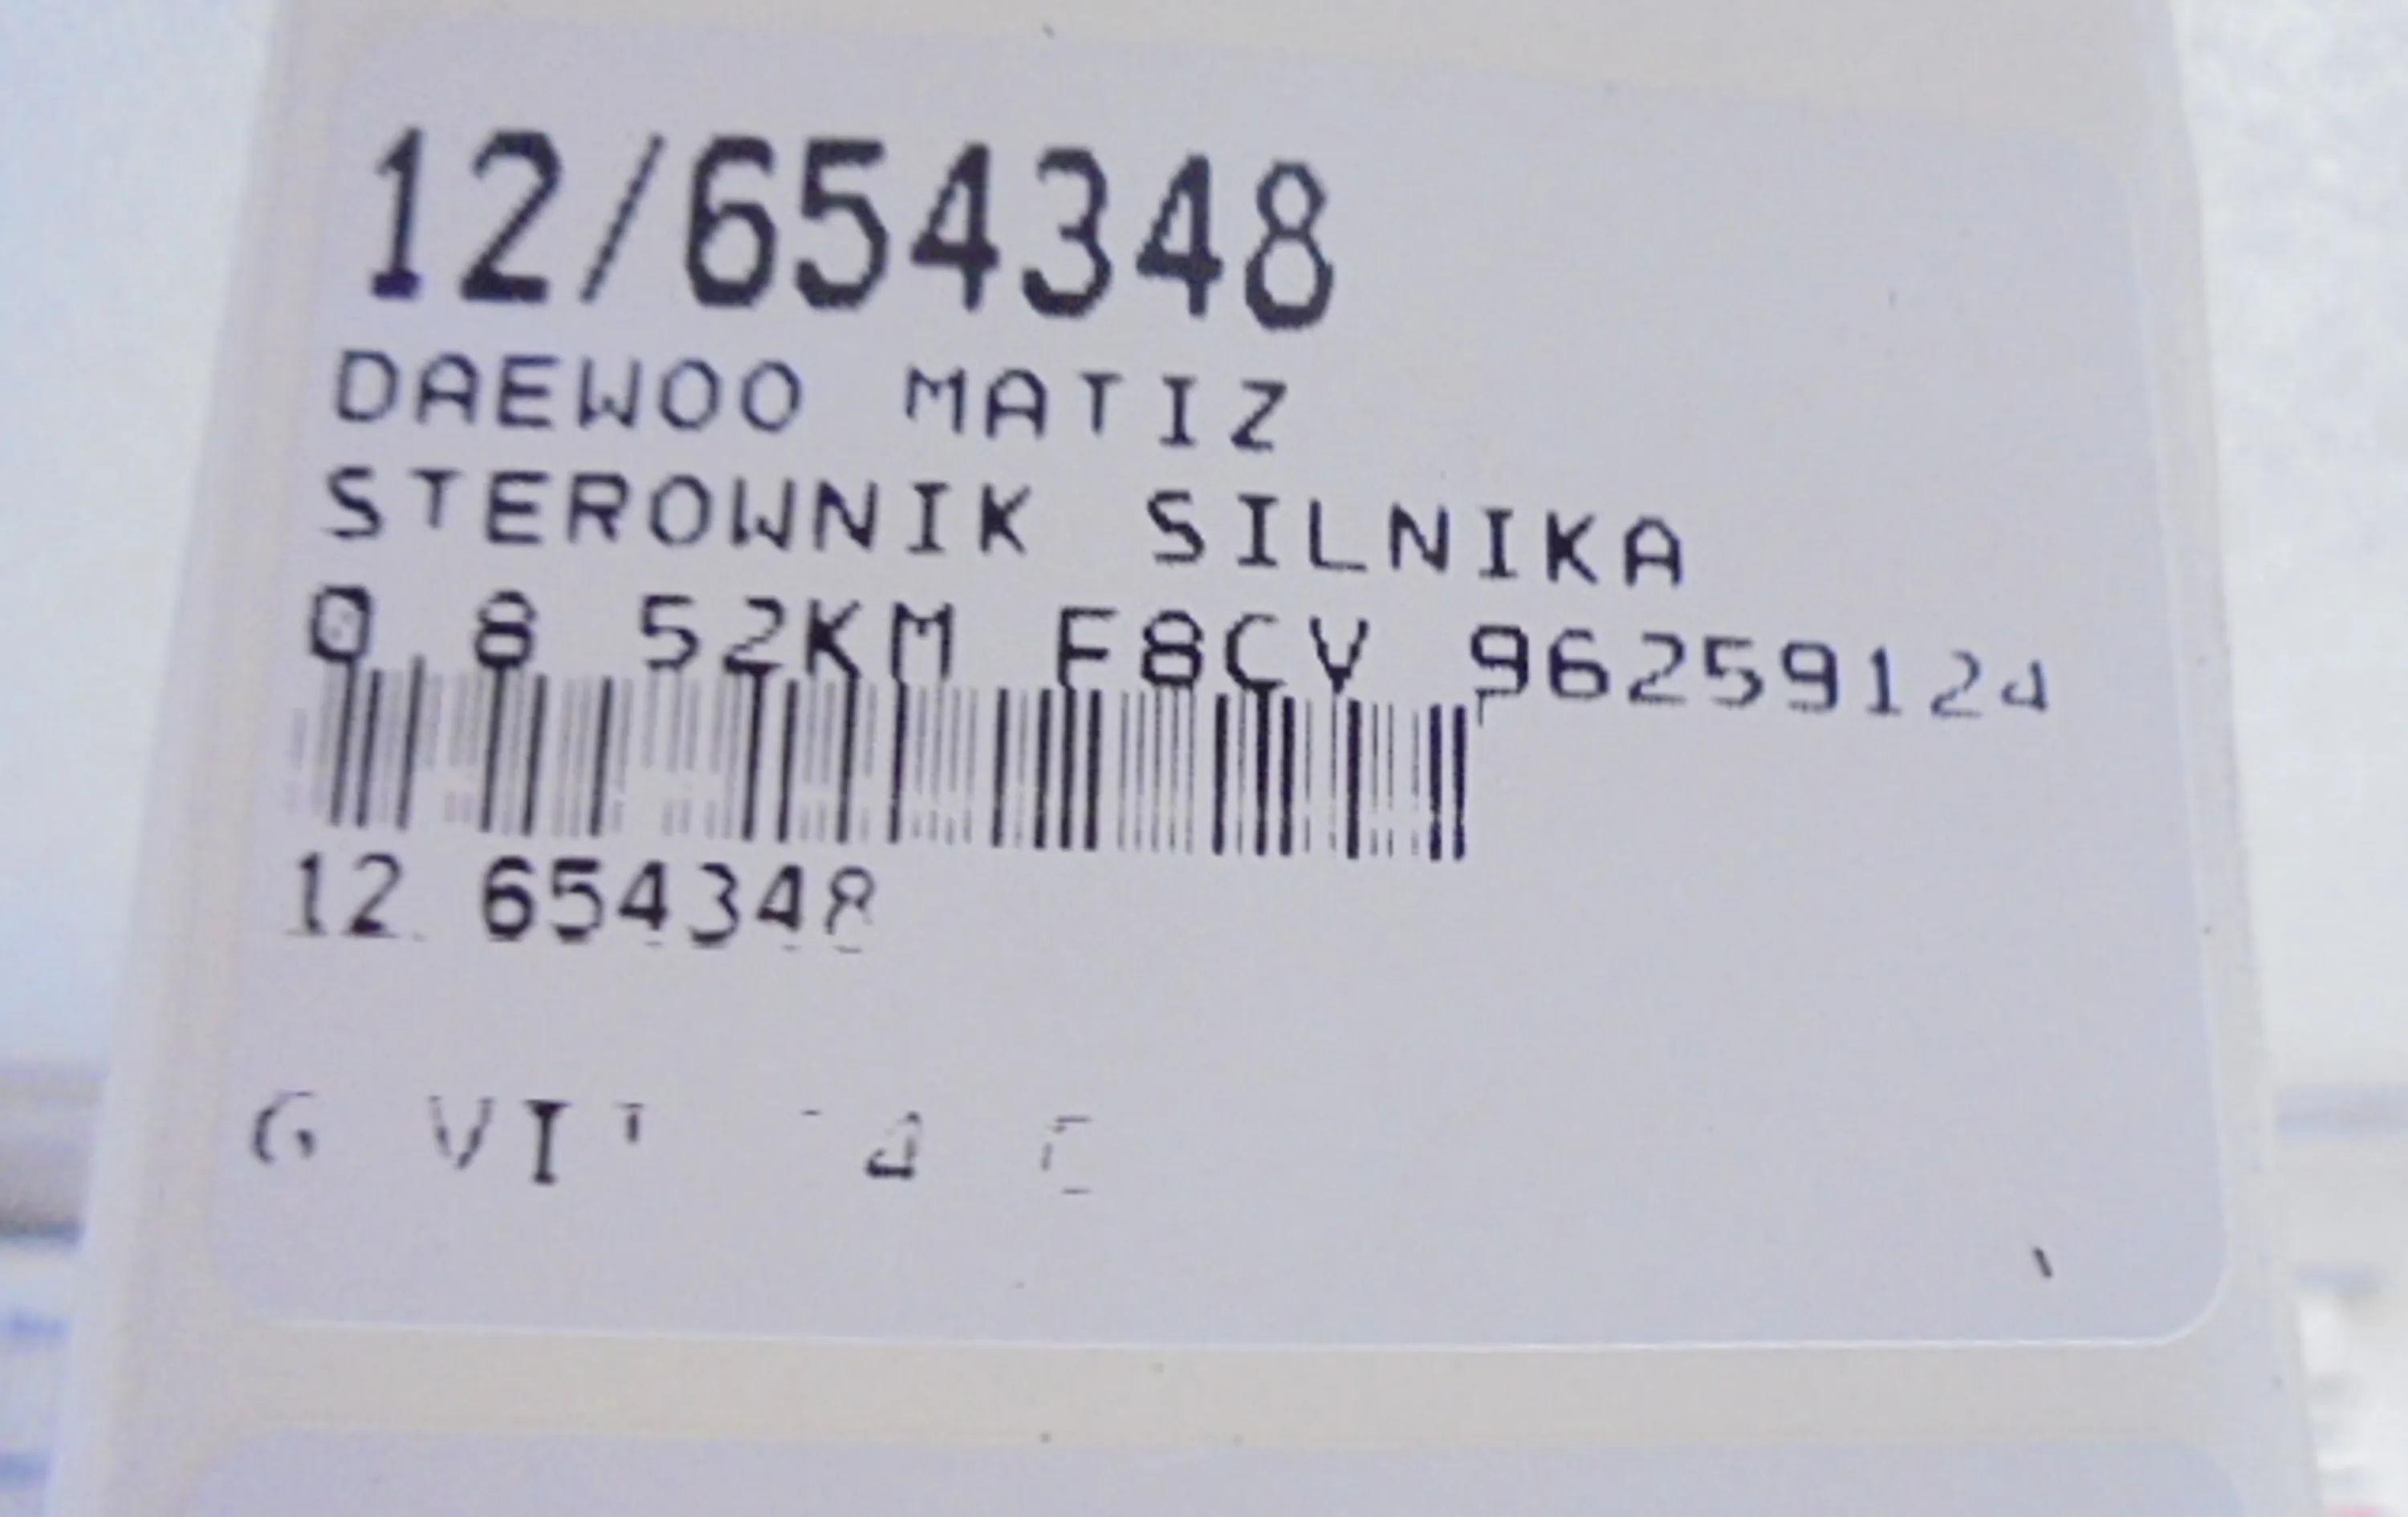 12/654348
DAEWOO MATIZ
STEROWNIK SILNIKA
0.8 52KM F8CV 96259124
12 654348